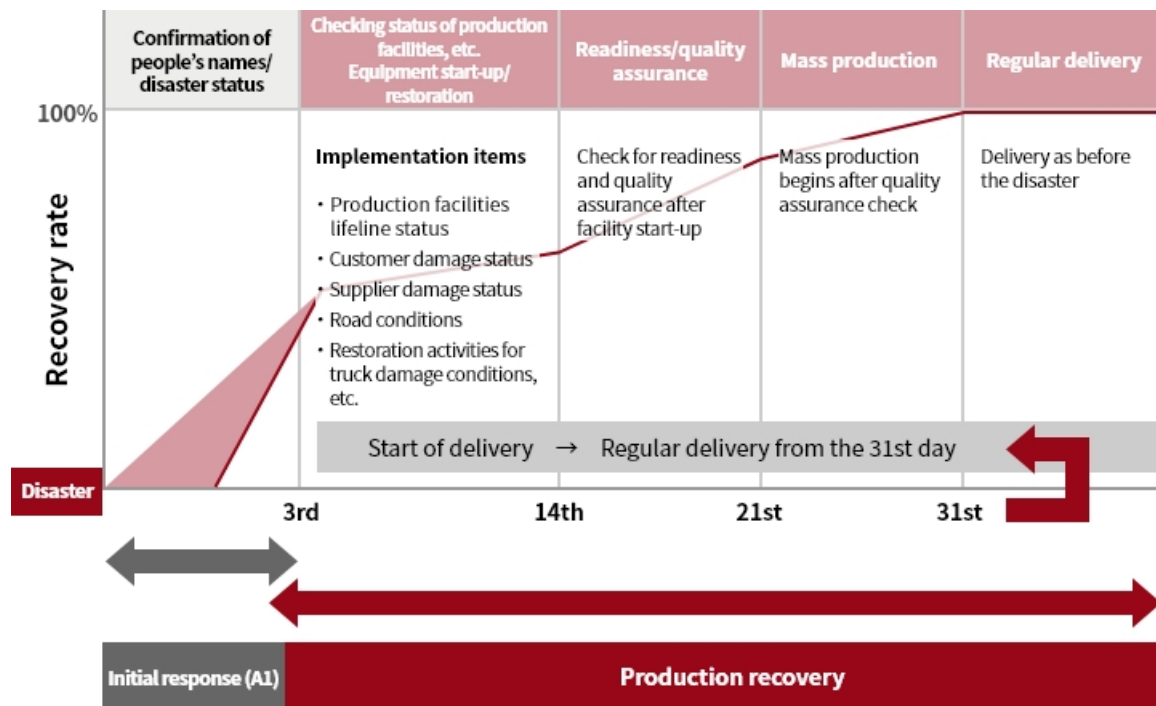 Confirmation of
people's names/
disaster status
Checking status of production
facilities, etc.
Equipment start-up/
restoration
Readiness/quality
assurance
Mass production
Regular delivery
100%
Recovery rate
Implementation items
・Production facilities
lifeline status
・Customer damage status
・Supplier damage status
・Road conditions
・Restoration activities for
truck damage conditions,
etc.
Check for readiness
and quality
assurance after
facility start-up
Mass production
begins after quality
assurance check
Delivery as before
the disaster
Start of delivery → Regular delivery from the 31st day
Disaster
3rd
14th
21st
31st
Initial response (A1)
Production recovery